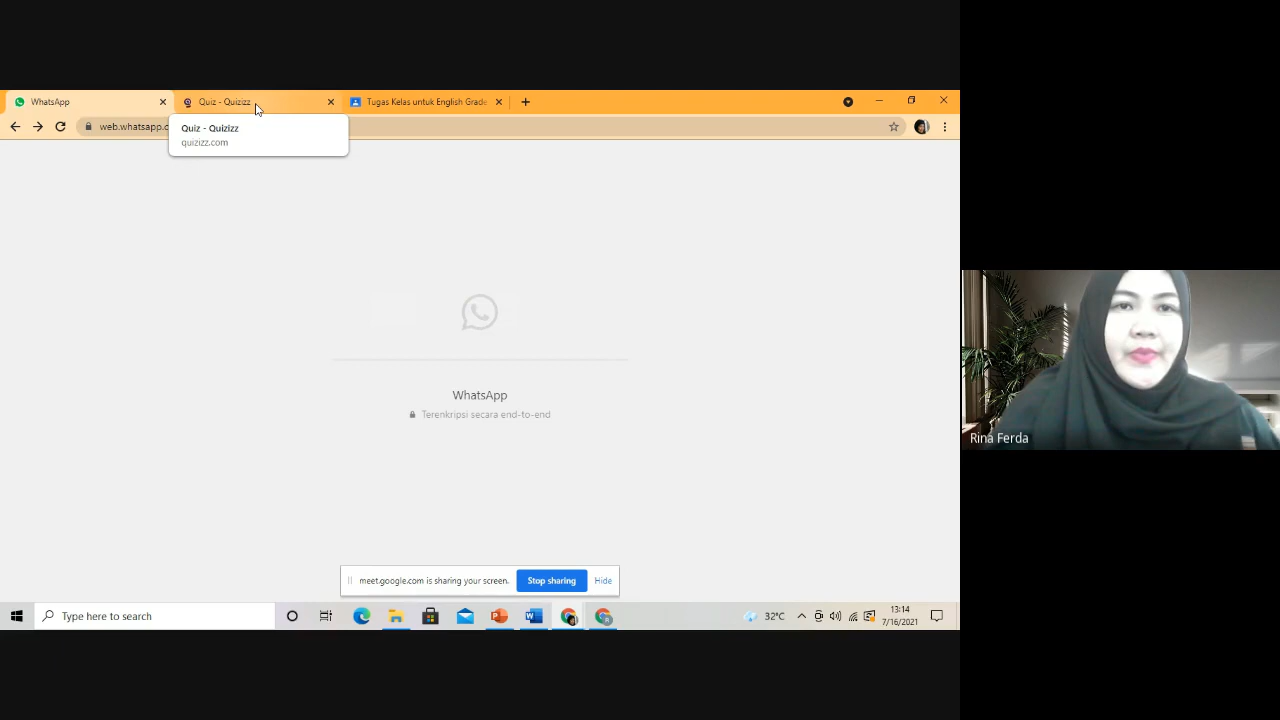 WhatsApp
Quiz - Quizizz
Tugas Kelas untuk English Grade
web.whatsapp.c
Quiz - Quizizz
quizizz.com
WhatsApp
Terenkripsi secara end-to-end
Rina Ferda
meet.google.com is sharing your screen.
Stop sharing
Hide
Type here to search
32°C
13:14
7/16/2021